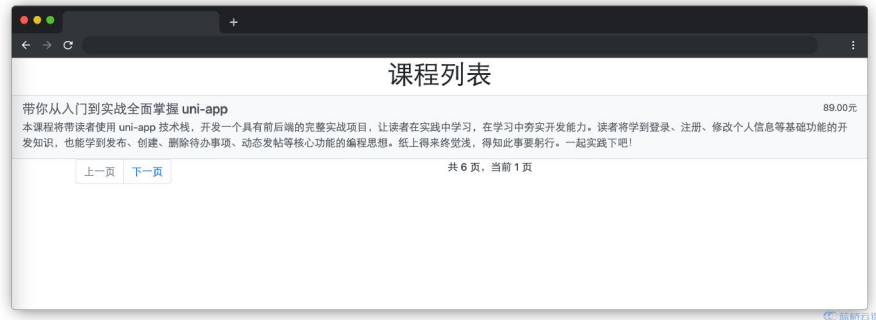 课程列表
带你从入门到实战全面掌握 uni-app
89.00元
本课程将带读者使用 uni-app 技术栈，开发一个具有前后端的完整实战项目，让读者在实践中学习，在学习中夯实开发能力。读者将学到登录、注册、修改个人信息等基础功能的开
发知识，也能学到发布、创建、删除待办事项、动态发帖等核心功能的编程思想。纸上得来终觉浅，得知此事要躬行。一起实践下吧！
上一页 下一页
共 6 页，当前 1 页